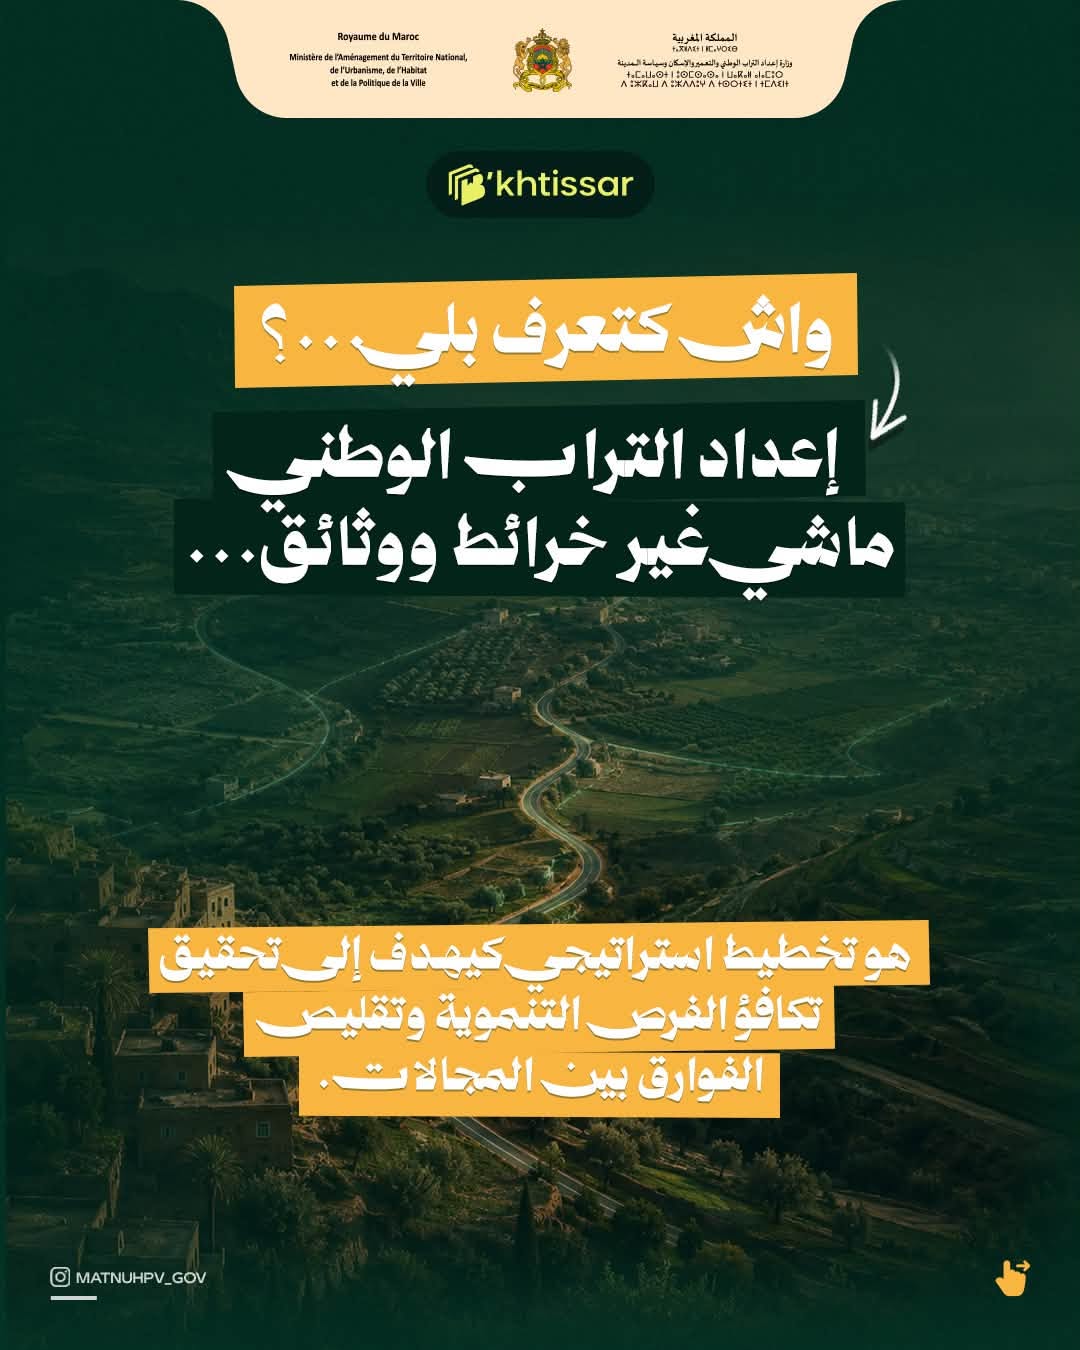 Royaume du Maroc
Ministère de l'Aménagement du Territoire National,
de l'Urbanisme, de l'Habitat
et de la Politique de la Ville
المملكة المغربية
ⵜⴰⴳⵍⴷⵉⵜ ⵏ ⵍⵎⵖⵔⵉⴱ
وزارة إعداد التراب الوطني والتعمير والإسكان وسياسة المدينة
B'khtissar
واش كتعرف بلي...؟
إعداد التراب الوطني
ماشي غير خرائط ووثائق...
هو تخطيط استراتيجي كيهدف إلى تحقيق
تكافؤ الفرص التنموية وتقليص
الفوارق بين المجالات.
MATNUHPV_GOV